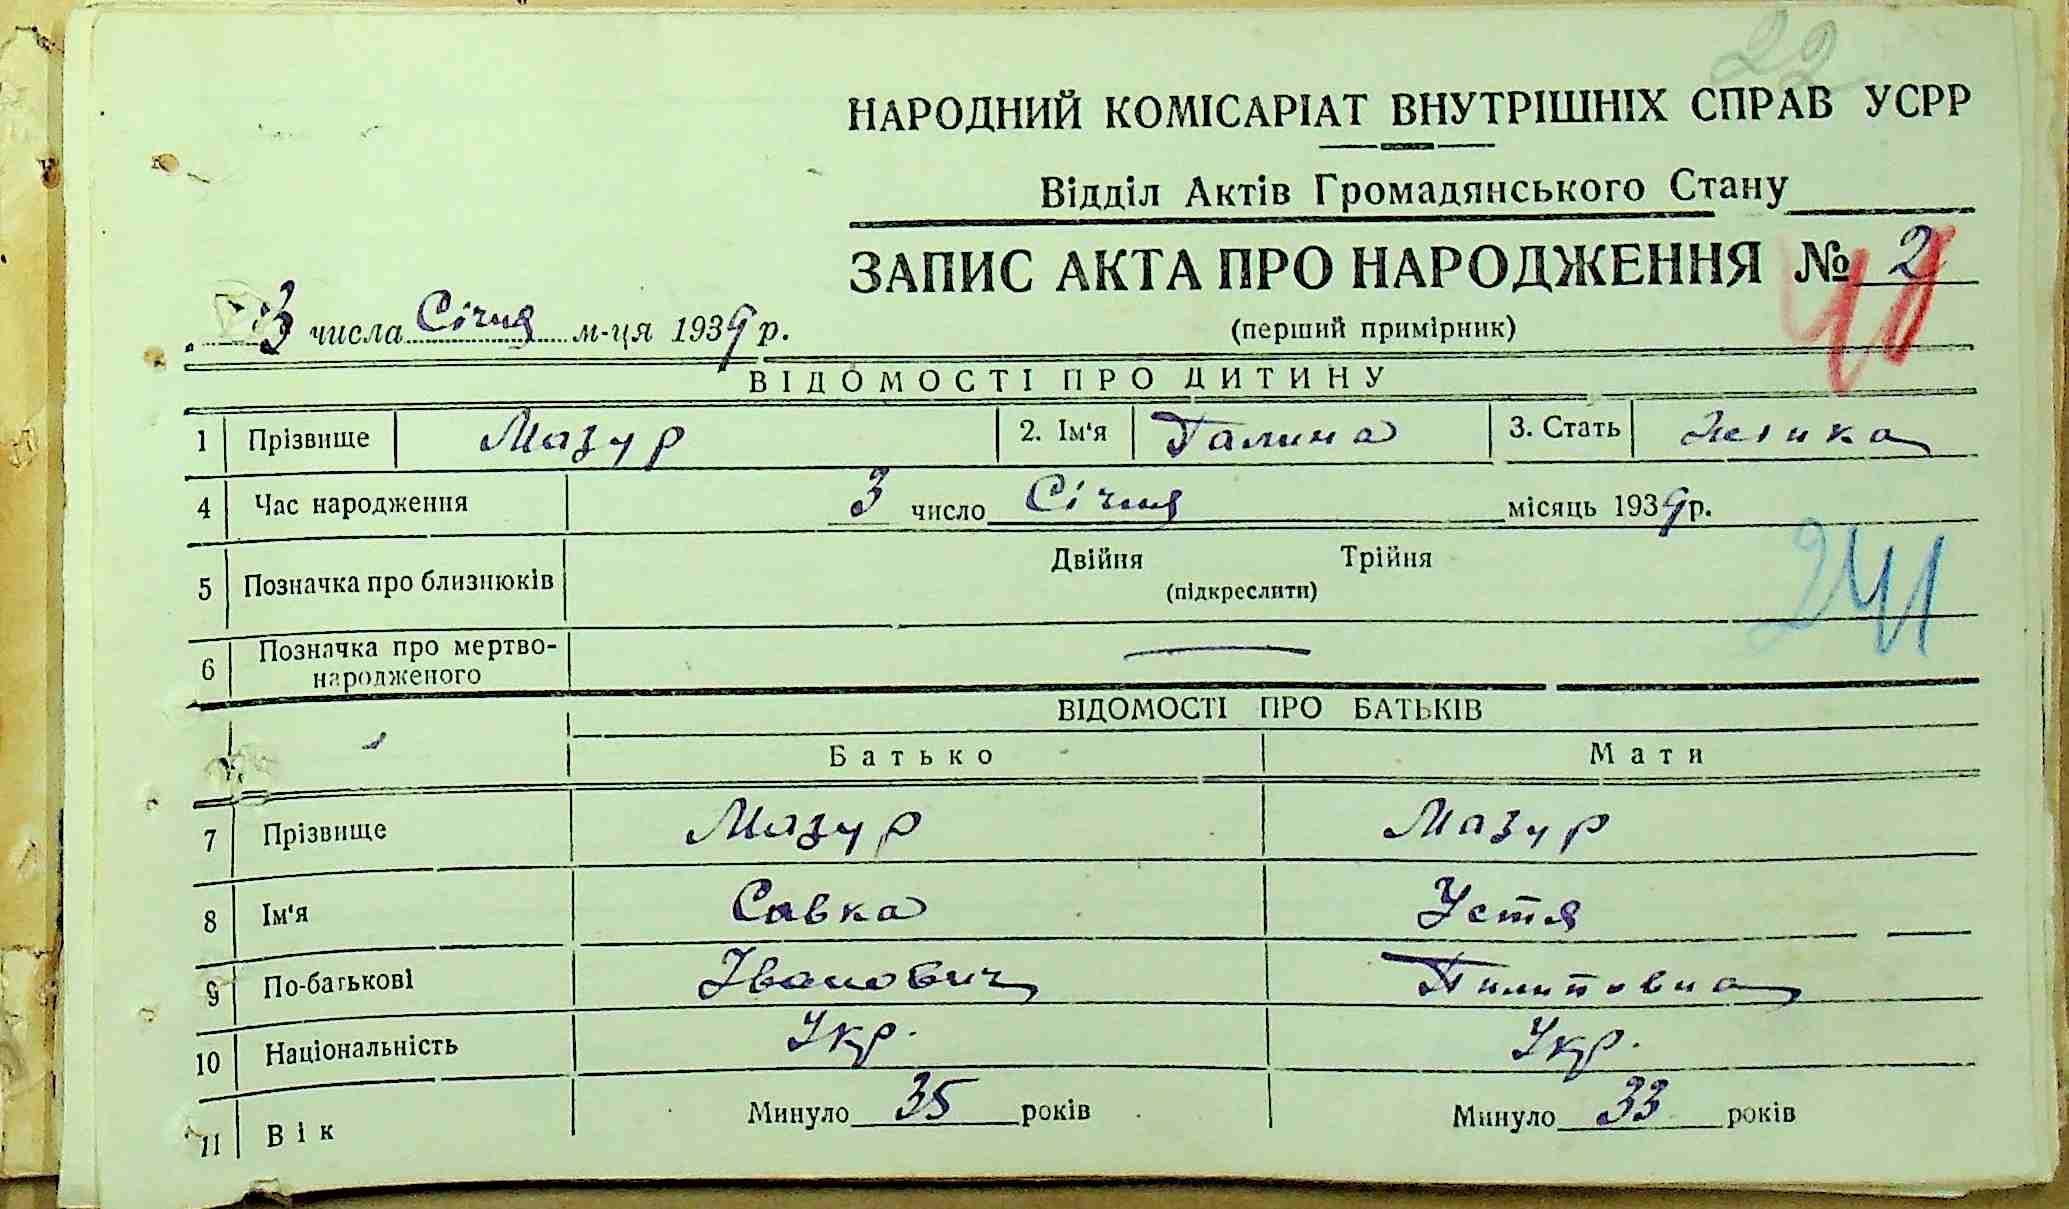 22
НАРОДНИЙ КОМІСАРІАТ ВНУТРІШНІХ СПРАВ УСРР
Відділ Актів Громадянського Стану
ЗАПИС АКТА ПРО НАРОДЖЕННЯ № 2
3 числа Січня м-ця 1939 р.
(перший примірник)
ВІДОМОСТІ ПРО ДИТИНУ
1 Прізвище Мазур 2. Ім'я Галина 3. Стать
4 Час народження 3 число Січня місяць 1939 р.
5 Позначка про близнюків Двійня Трійня
(підкреслити)
241
6 Позначка про мертво-
народженого
ВІДОМОСТІ ПРО БАТЬКІВ
Батько Мати
7 Прізвище Мазур Мазур
8 Ім'я Савка Устя
9 По-батькові Іванович Пилиповна
10 Національність Укр. Укр.
11 Вік Минуло 35 років Минуло 33 років